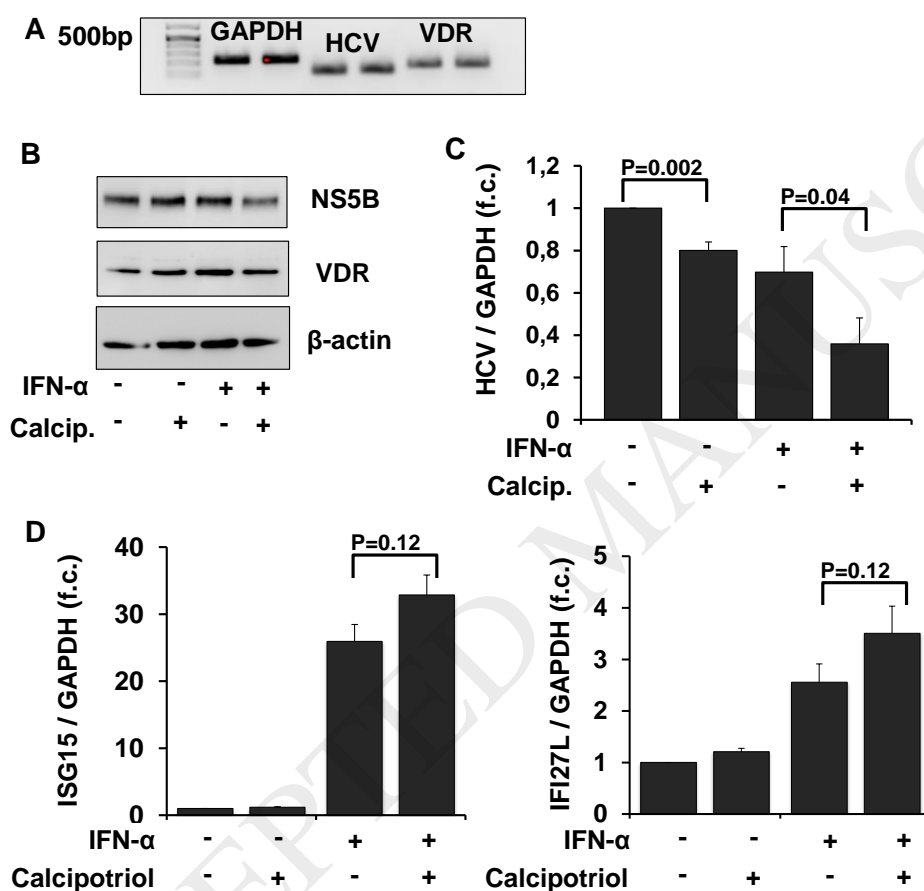 A
500bp
GAPDH
HCV
VDR
B
NS5B
VDR
β-actin
IFN-α - - + +
Calcip. - + - +
C
HCV / GAPDH (f.c.)
1,2
1
0,8
0,6
0,4
0,2
0
P=0.002
P=0.04
IFN-α - - + +
Calcip. - + - +
D
ISG15 / GAPDH (f.c.)
40
30
20
10
0
P=0.12
IFN-α - - + +
Calcipotriol - + - +
IFI27L / GAPDH (f.c.)
5
4
3
2
1
0
P=0.12
IFN-α - - + +
Calcipotriol - + - +
EPTED MANUSC